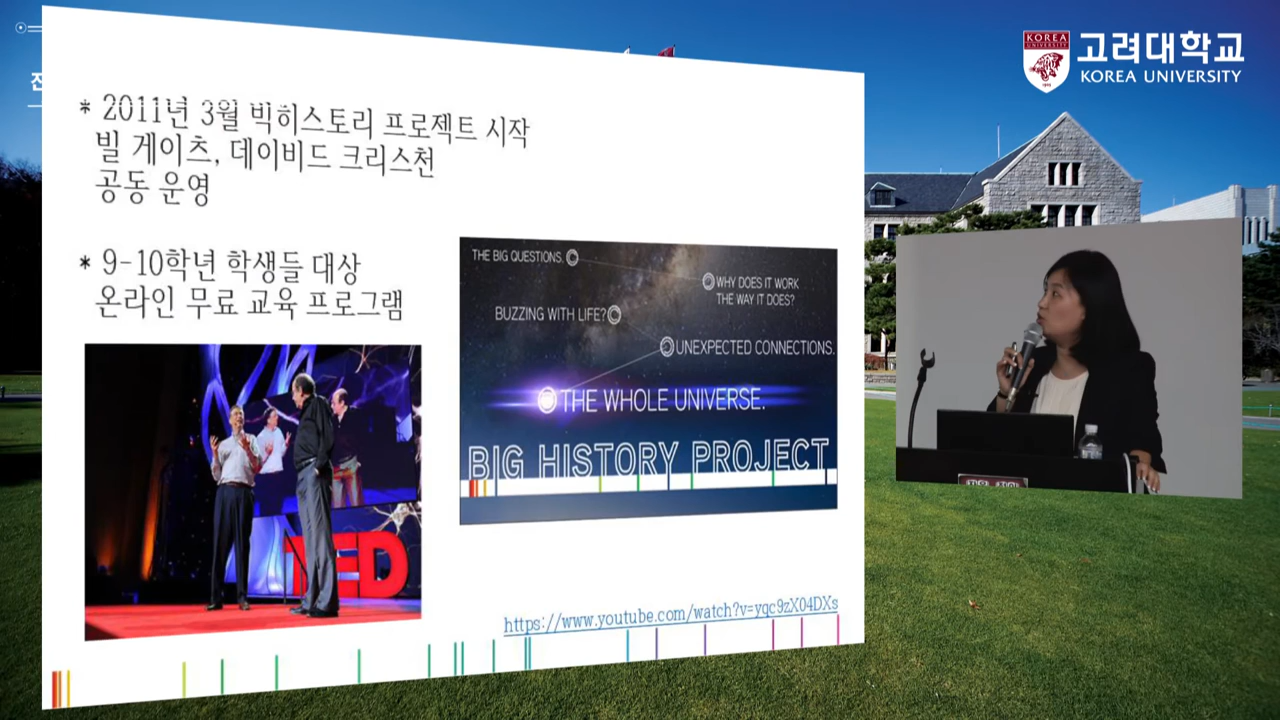 고려대학교
KOREA UNIVERSITY
KOREA
UNIVERSITY
* 2011년 3월 빅히스토리 프로젝트 시작
빌 게이츠, 데이비드 크리스천
공동 운영
* 9-10학년 학생들 대상
온라인 무료 교육 프로그램
THE BIG QUESTIONS.
WHY DOES IT WORK
THE WAY IT DOES?
BUZZING WITH LIFE?
UNEXPECTED CONNECTIONS.
THE WHOLE UNIVERSE.
BIG HISTORY PROJECT
TED
https://www.youtube.com/watch?v=yqc9zX04DXs